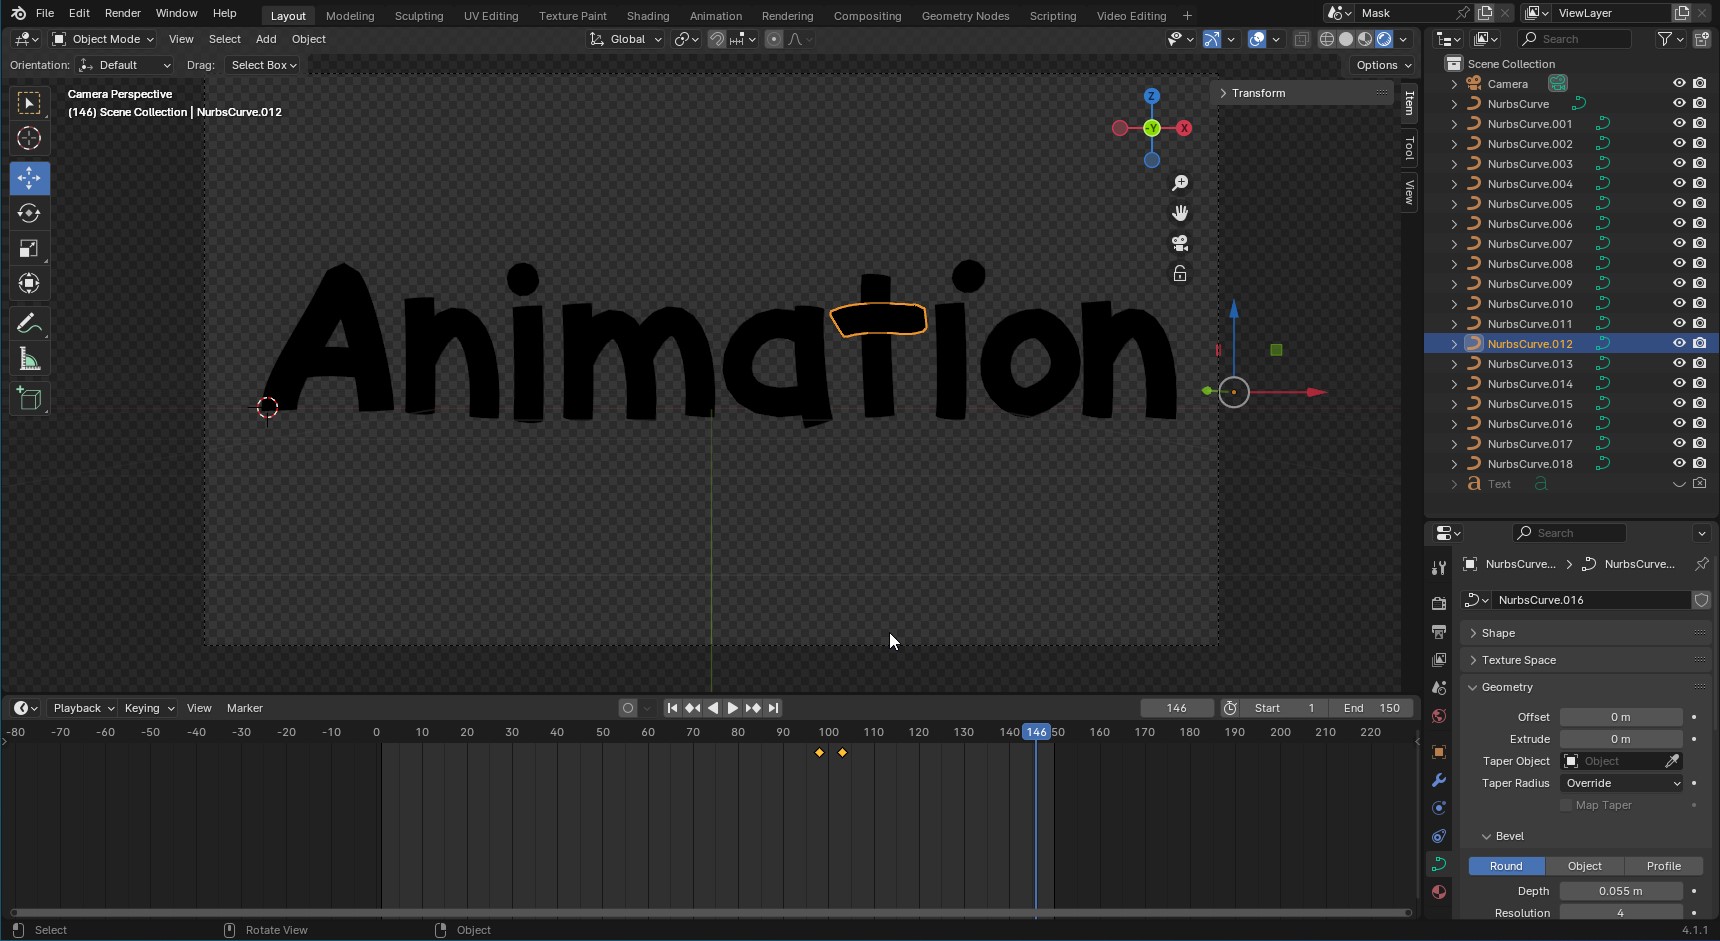 File Edit Render Window Help Layout Modeling Sculpting UV Editing Texture Paint Shading Animation Rendering Compositing Geometry Nodes Scripting Video Editing + Mask ViewLayer
Object Mode View Select Add Object Global Search
Orientation: Default Drag: Select Box Options
Scene Collection
Camera Perspective
(146) Scene Collection | NurbsCurve.012
Transform
Item
Tool
View
Z
-Y
X
Animation
Camera
NurbsCurve
NurbsCurve.001
NurbsCurve.002
NurbsCurve.003
NurbsCurve.004
NurbsCurve.005
NurbsCurve.006
NurbsCurve.007
NurbsCurve.008
NurbsCurve.009
NurbsCurve.010
NurbsCurve.011
NurbsCurve.012
NurbsCurve.013
NurbsCurve.014
NurbsCurve.015
NurbsCurve.016
NurbsCurve.017
NurbsCurve.018
Text
Search
NurbsCurve... NurbsCurve...
NurbsCurve.016
Shape
Texture Space
Geometry
Offset 0 m
Extrude 0 m
Taper Object Object
Taper Radius Override
Map Taper
Bevel
Round Object Profile
Depth 0.055 m
Resolution 4
Playback Keying View Marker 146 Start 1 End 150
-80 -70 -60 -50 -40 -30 -20 -10 0 10 20 30 40 50 60 70 80 90 100 110 120 130 140 146 50 160 170 180 190 200 210 220
Select Rotate View Object 4.1.1